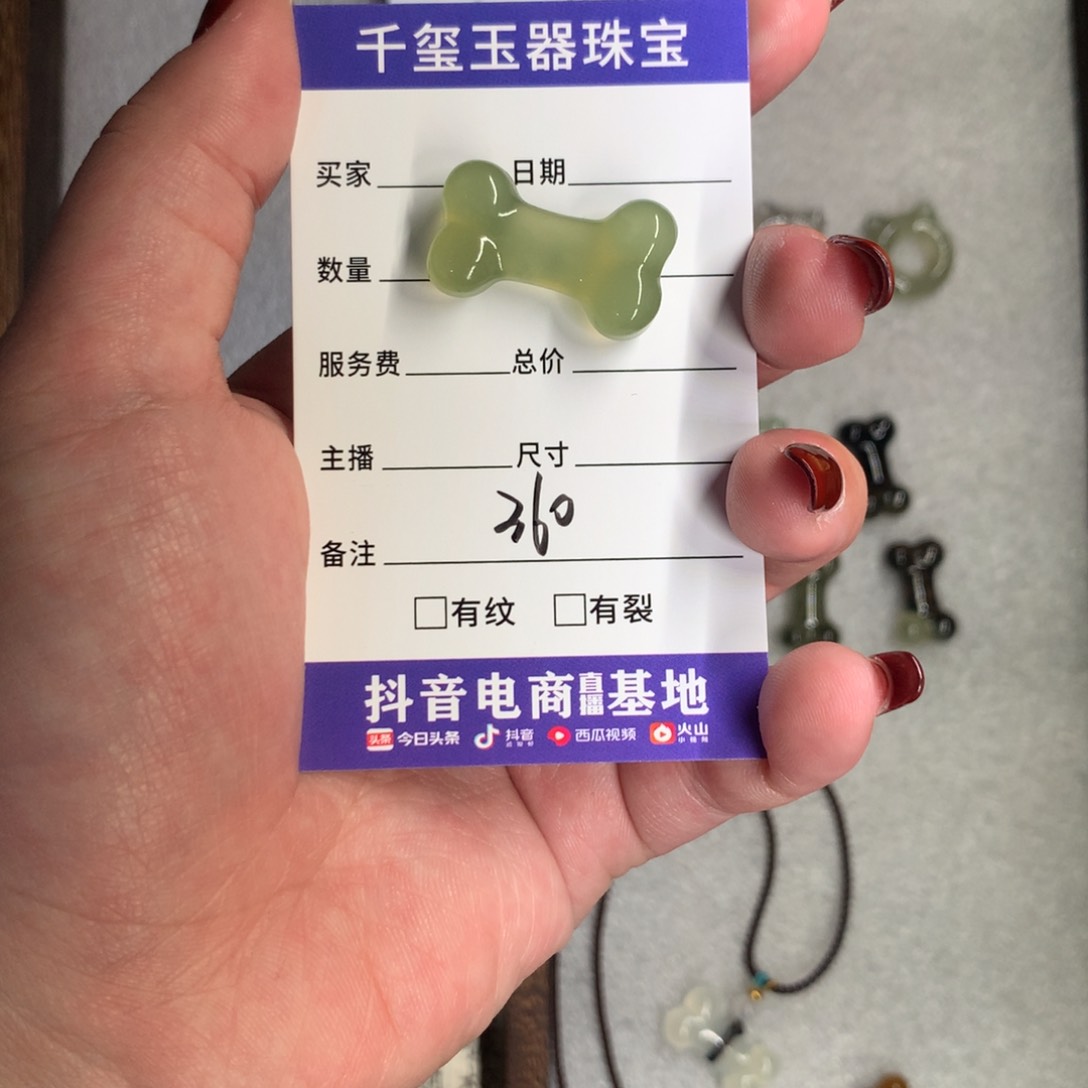 千玺玉器珠宝
买家 日期
数量
服务费 总价
主播 尺寸
360
备注
□有纹 □有裂
抖音电商直播基地
头条 今日头条 抖音 西瓜视频 火山